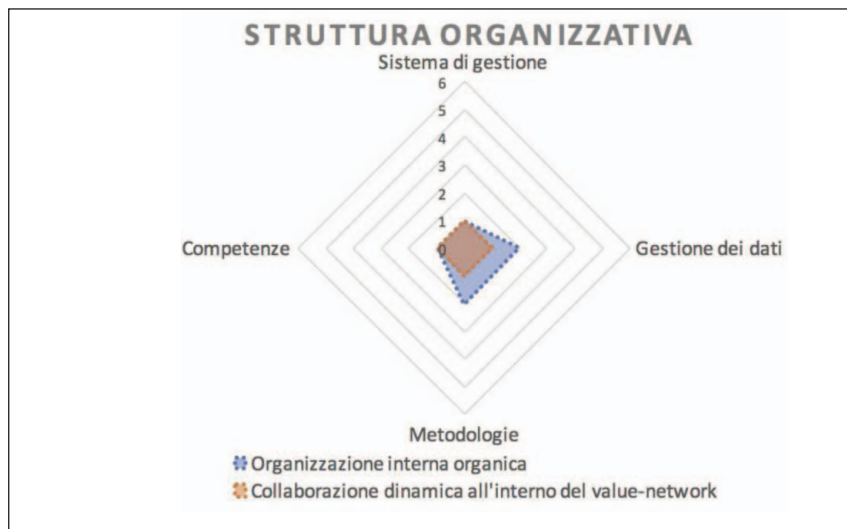 STRUTTURA ORGANIZZATIVA
Sistema di gestione
6
5
4
3
2
1
0
Competenze
Gestione dei dati
Metodologie
Organizzazione interna organica
Collaborazione dinamica all'interno del value-network